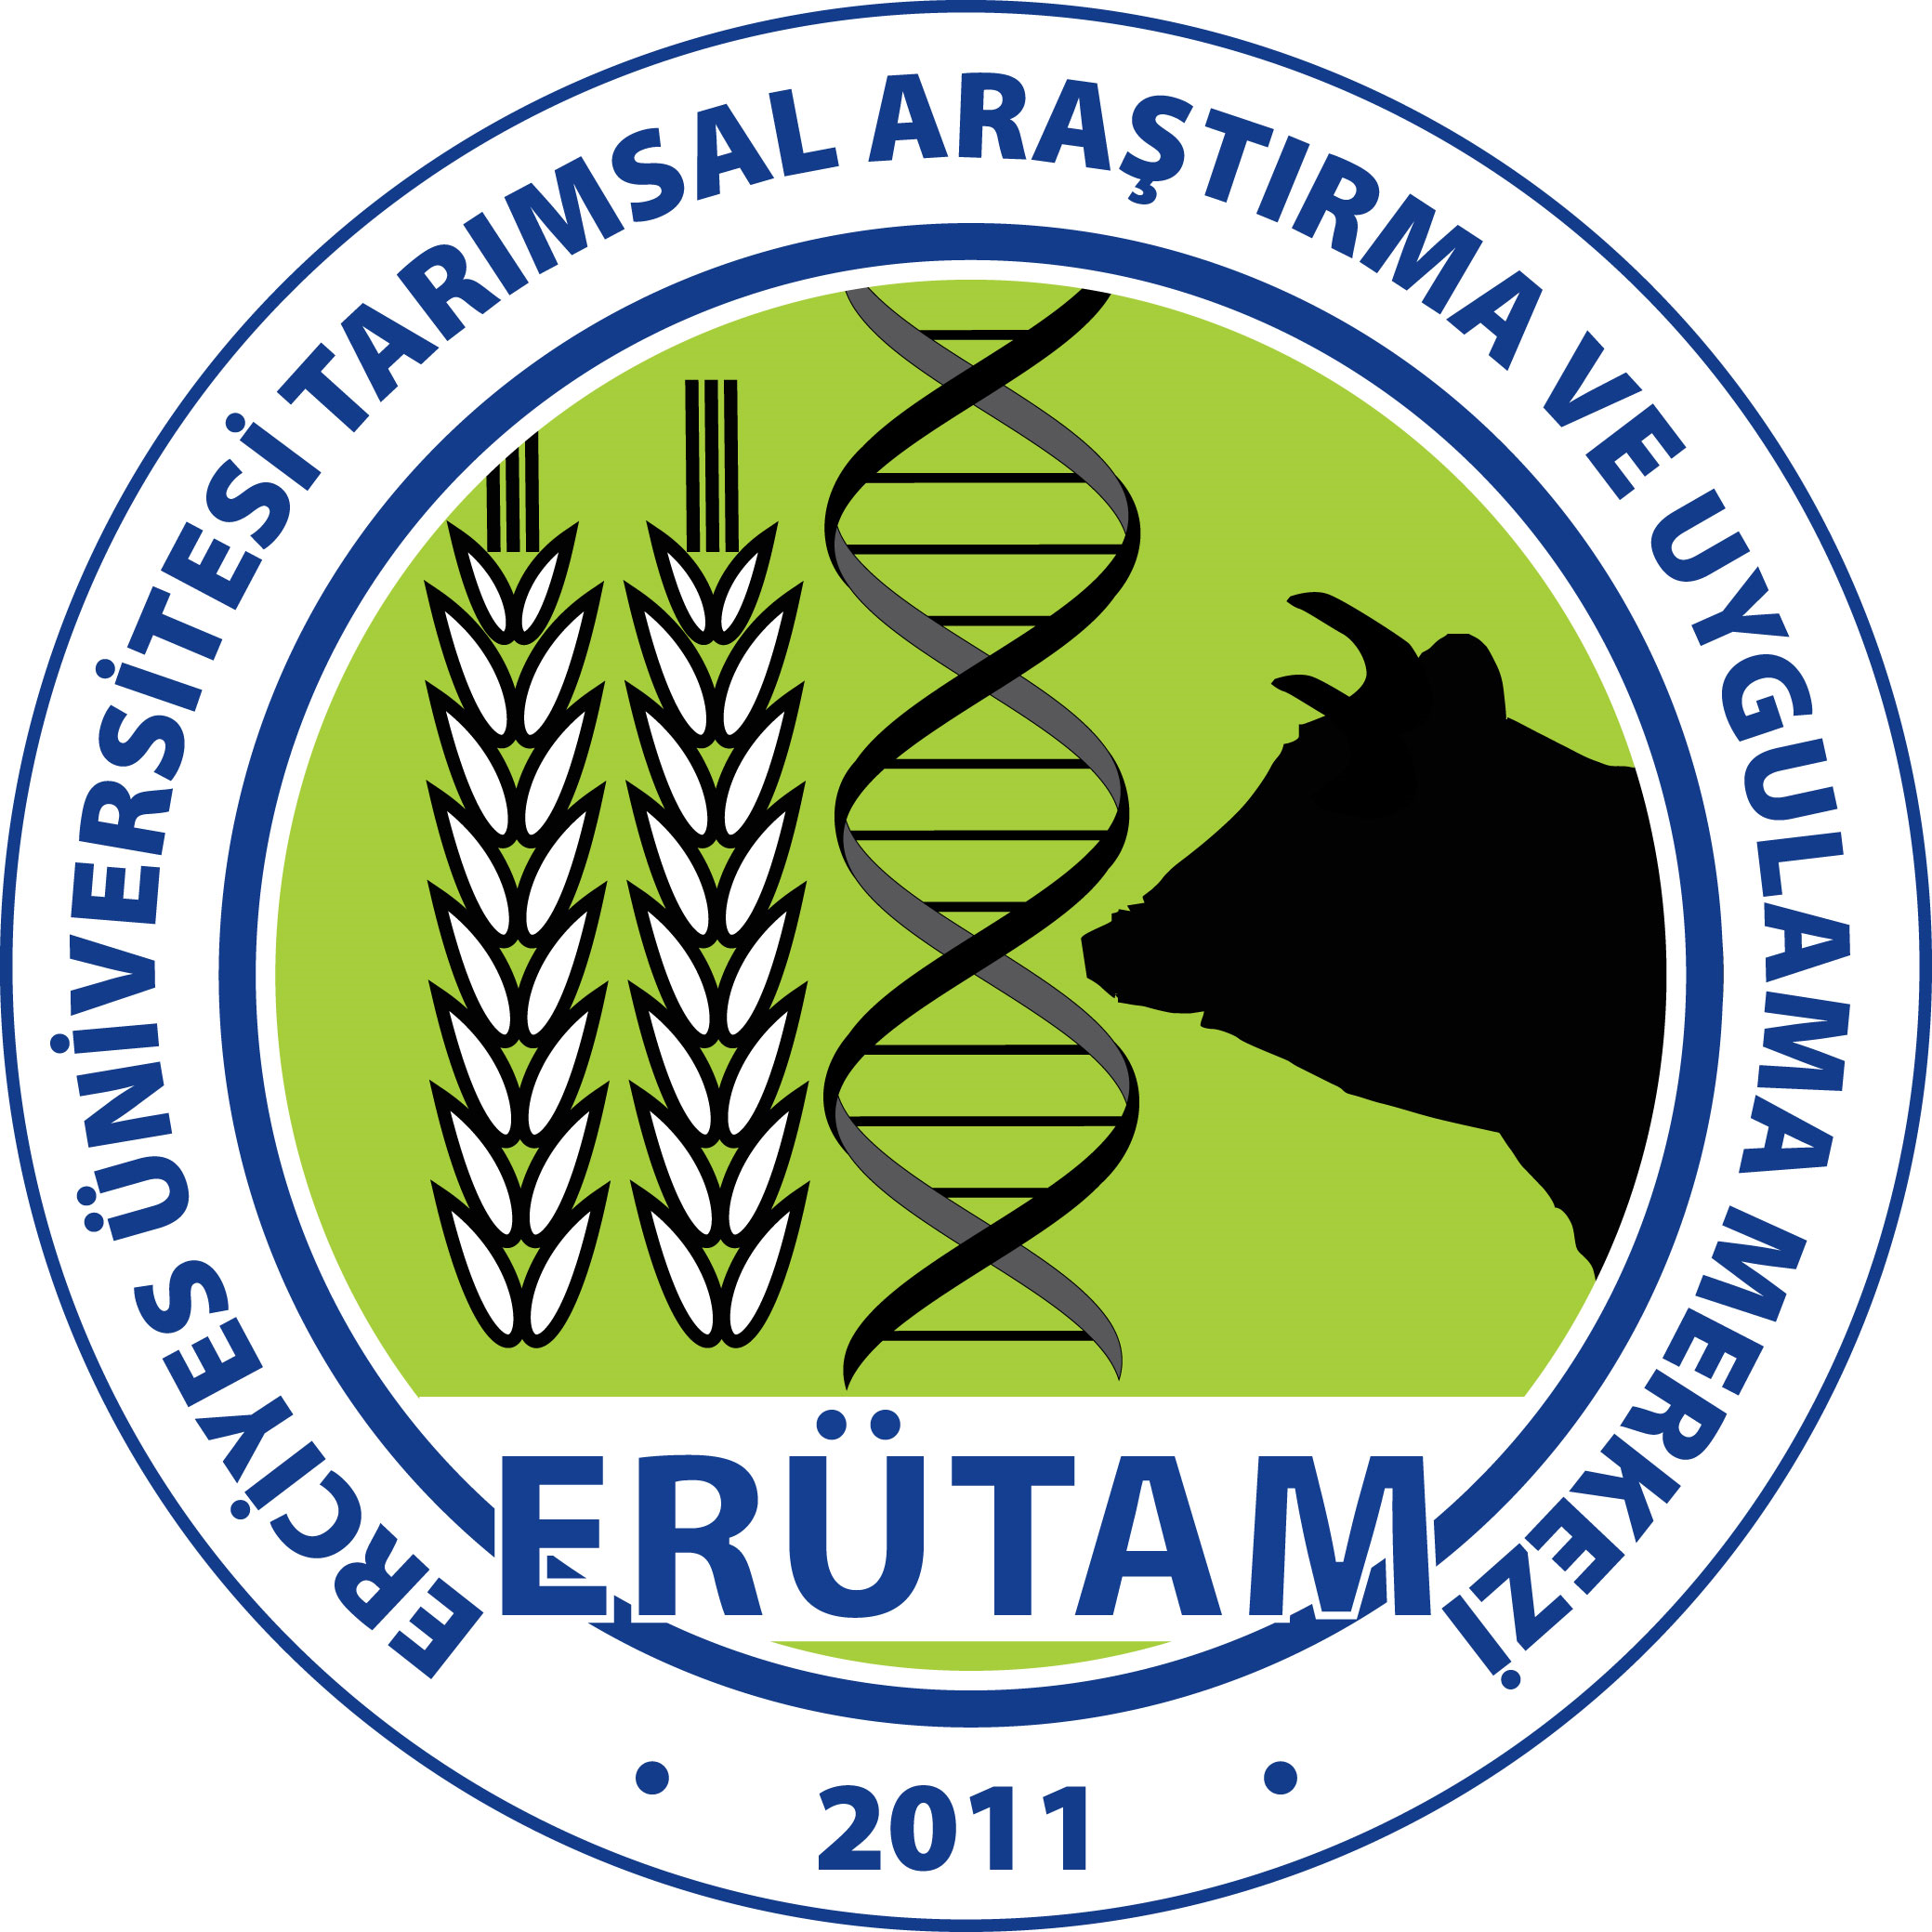 ERCİYES ÜNİVERSİTESİ TARIMSAL ARAŞTIRMA VE UYGULAMA MERKEZİ
ERÜTAM
2011